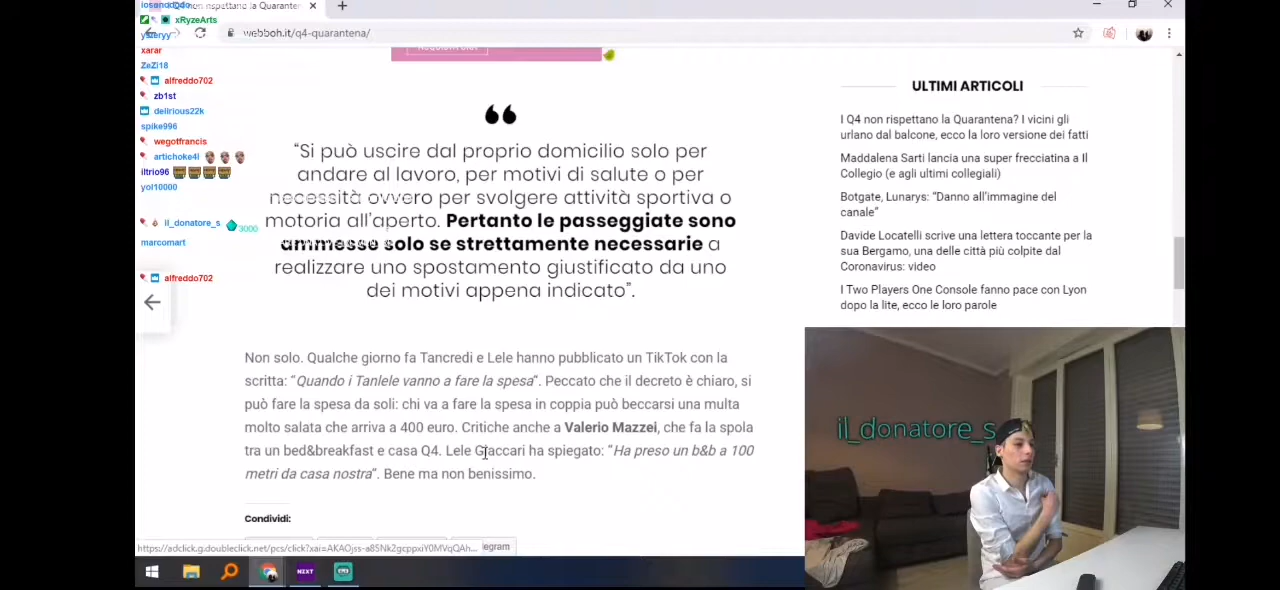 Q4 non rispettano la Quaranten
xRyzeArts
webboh.it/q4-quarantena/
xarar
ZeZi18
alfreddo702
zb1st
delirious22k
spike996
wegotfrancis
artichoke4l
iltrio96
yol10000
il_donatore_s 3000
marcomart
alfreddo702
“Si può uscire dal proprio domicilio solo per
andare al lavoro, per motivi di salute o per
necessità ovvero per svolgere attività sportiva o
motoria all’aperto. Pertanto le passeggiate sono
ammesse solo se strettamente necessarie a
realizzare uno spostamento giustificato da uno
dei motivi appena indicato”.
Non solo. Qualche giorno fa Tancredi e Lele hanno pubblicato un TikTok con la
scritta: “Quando i Tanlele vanno a fare la spesa“. Peccato che il decreto è chiaro, si
può fare la spesa da soli: chi va a fare la spesa in coppia può beccarsi una multa
molto salata che arriva a 400 euro. Critiche anche a Valerio Mazzei, che fa la spola
tra un bed&breakfast e casa Q4. Lele Giaccari ha spiegato: “Ha preso un b&b a 100
metri da casa nostra“. Bene ma non benissimo.
Condividi:
egram
ULTIMI ARTICOLI
I Q4 non rispettano la Quarantena? I vicini gli
urlano dal balcone, ecco la loro versione dei fatti
Maddalena Sarti lancia una super frecciatina a Il
Collegio (e agli ultimi collegiali)
Botgate, Lunarys: “Danno all’immagine del
canale”
Davide Locatelli scrive una lettera toccante per la
sua Bergamo, una delle città più colpite dal
Coronavirus: video
I Two Players One Console fanno pace con Lyon
dopo la lite, ecco le loro parole
il_donatore_s
NIXT